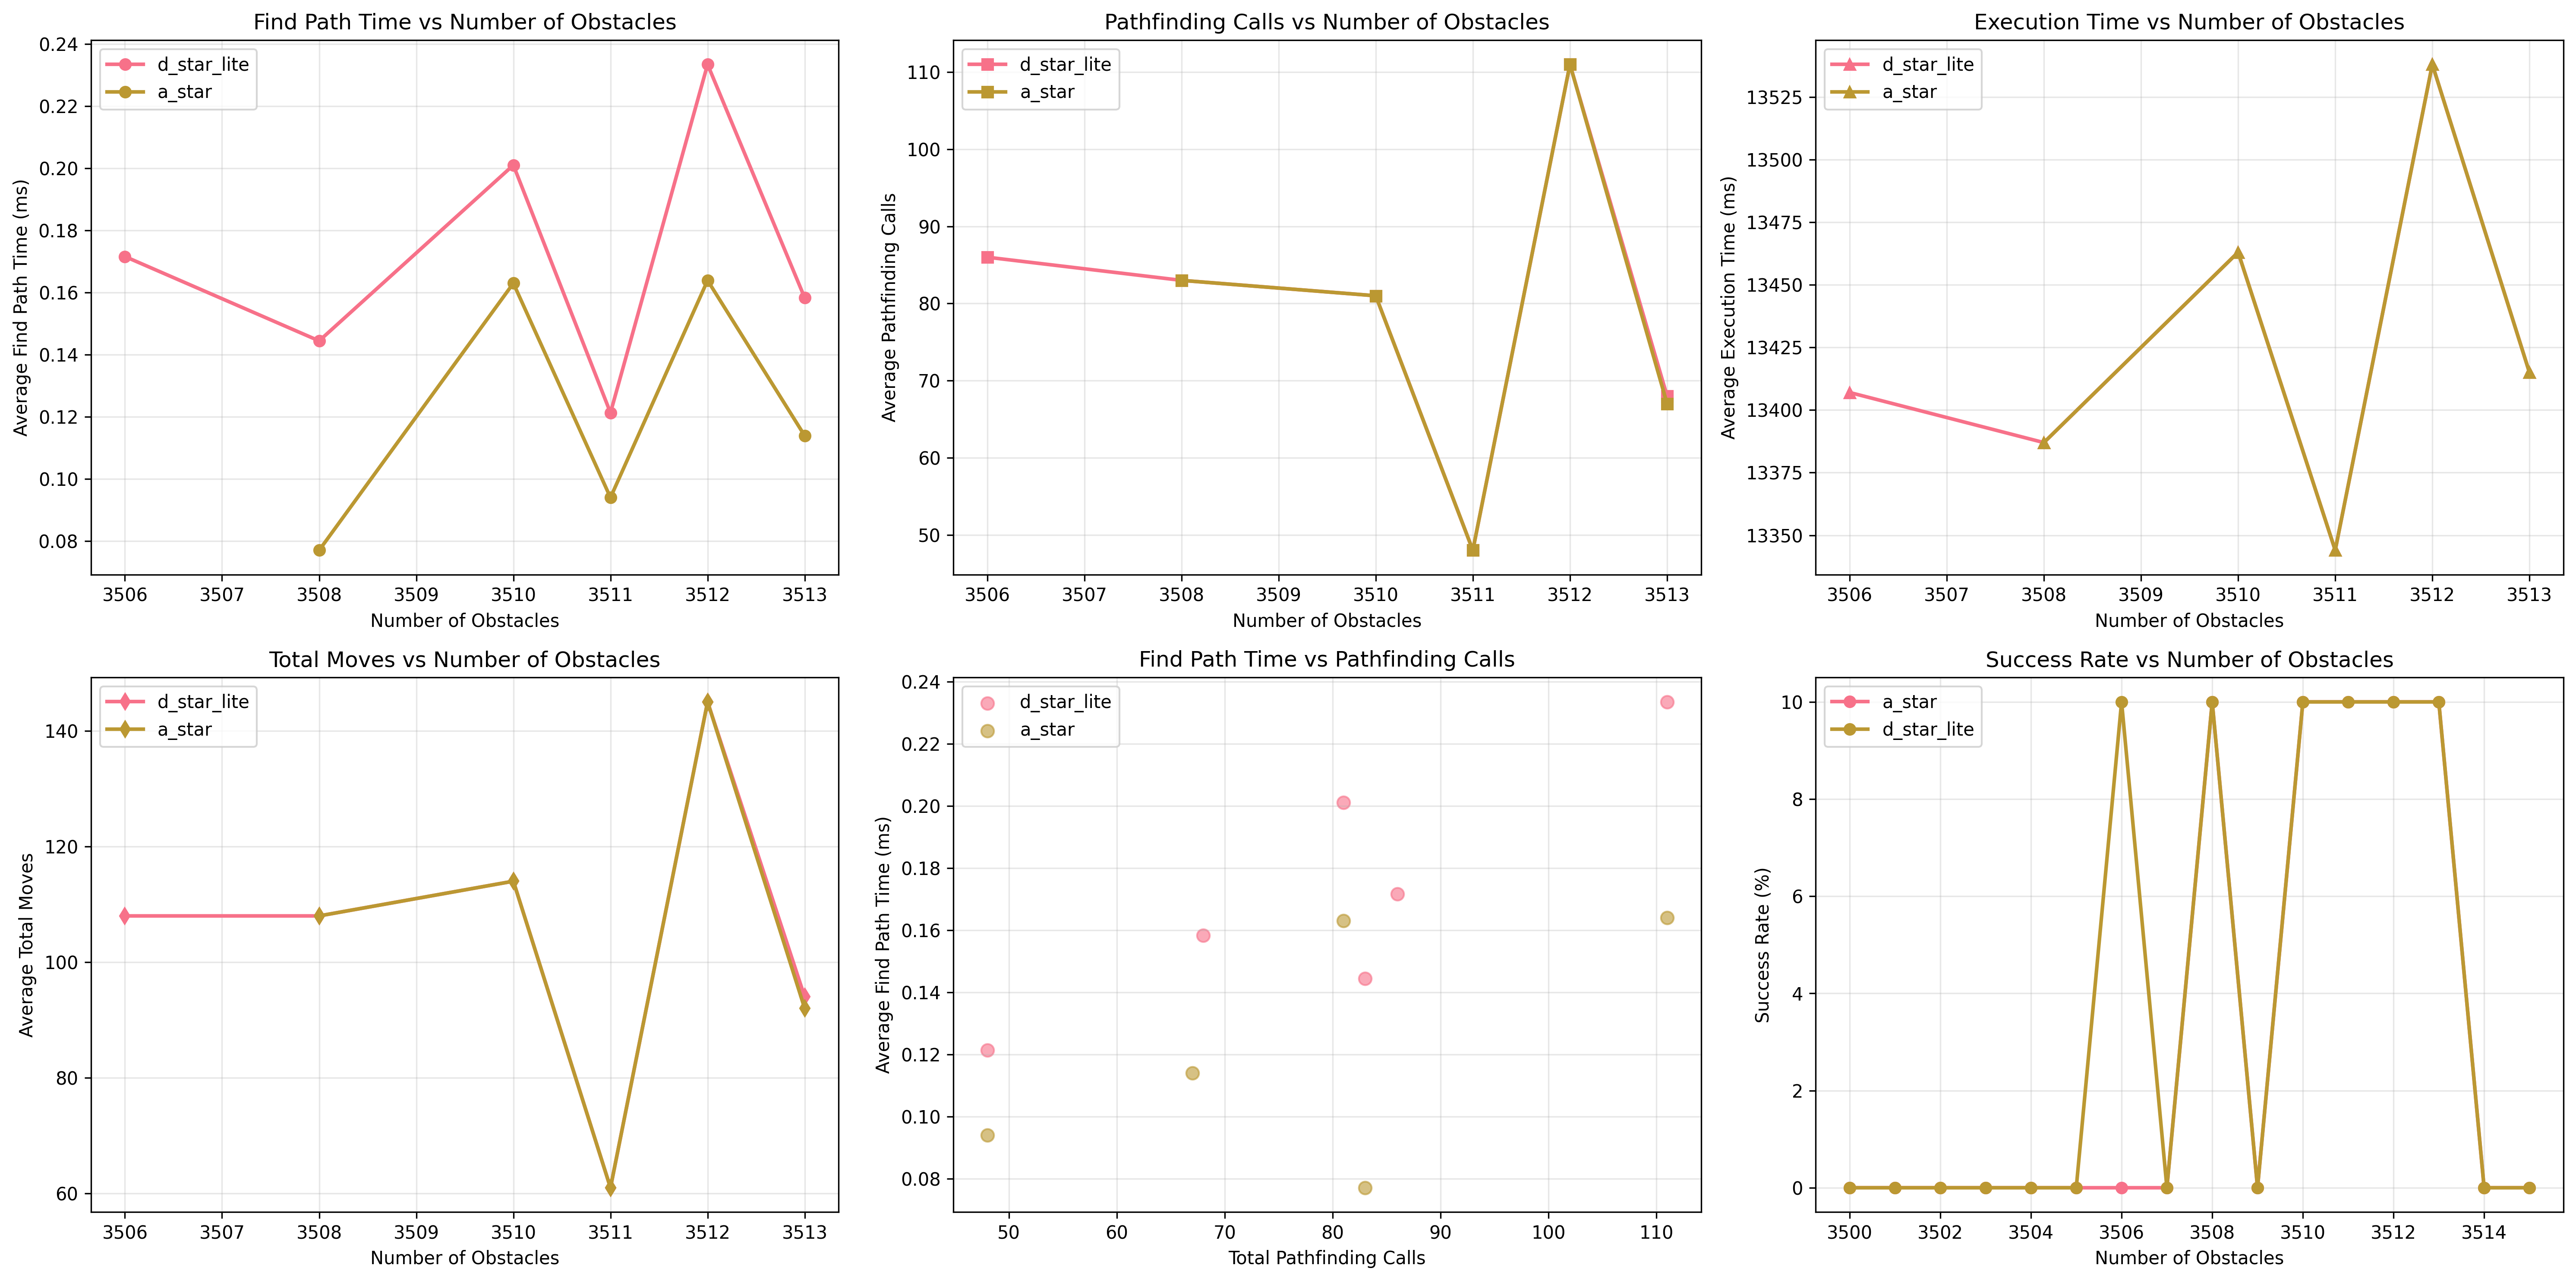 Find Path Time vs Number of Obstacles
d_star_lite
a_star
Average Find Path Time (ms)
0.24
0.22
0.20
0.18
0.16
0.14
0.12
0.10
0.08
3506 3507 3508 3509 3510 3511 3512 3513
Number of Obstacles
Pathfinding Calls vs Number of Obstacles
d_star_lite
a_star
Average Pathfinding Calls
110
100
90
80
70
60
50
3506 3507 3508 3509 3510 3511 3512 3513
Number of Obstacles
Execution Time vs Number of Obstacles
d_star_lite
a_star
Average Execution Time (ms)
13525
13500
13475
13450
13425
13400
13375
13350
3506 3507 3508 3509 3510 3511 3512 3513
Number of Obstacles
Total Moves vs Number of Obstacles
d_star_lite
a_star
Average Total Moves
140
120
100
80
60
3506 3507 3508 3509 3510 3511 3512 3513
Number of Obstacles
Find Path Time vs Pathfinding Calls
d_star_lite
a_star
Average Find Path Time (ms)
0.24
0.22
0.20
0.18
0.16
0.14
0.12
0.10
0.08
50 60 70 80 90 100 110
Total Pathfinding Calls
Success Rate vs Number of Obstacles
a_star
d_star_lite
Success Rate (%)
10
8
6
4
2
0
3500 3502 3504 3506 3508 3510 3512 3514
Number of Obstacles